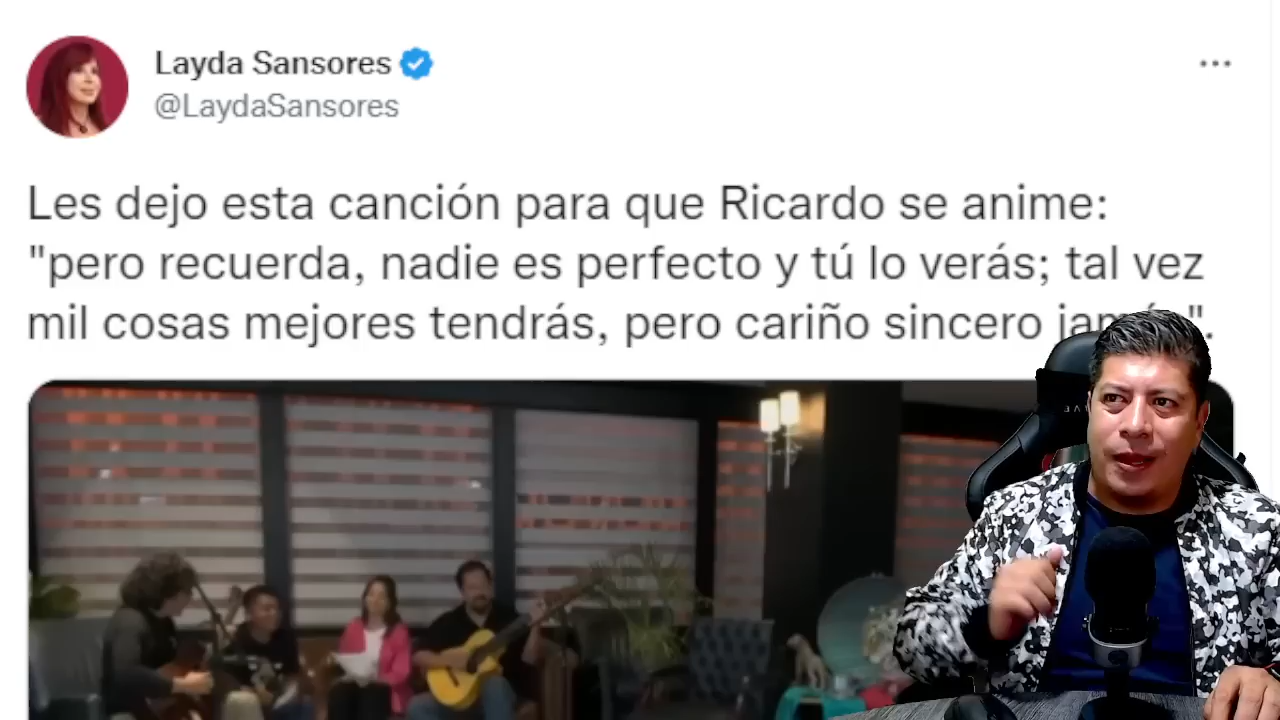 Layda Sansores
@LaydaSansores
Les dejo esta canción para que Ricardo se anime:
"pero recuerda, nadie es perfecto y tú lo verás; tal vez
mil cosas mejores tendrás, pero cariño sincero